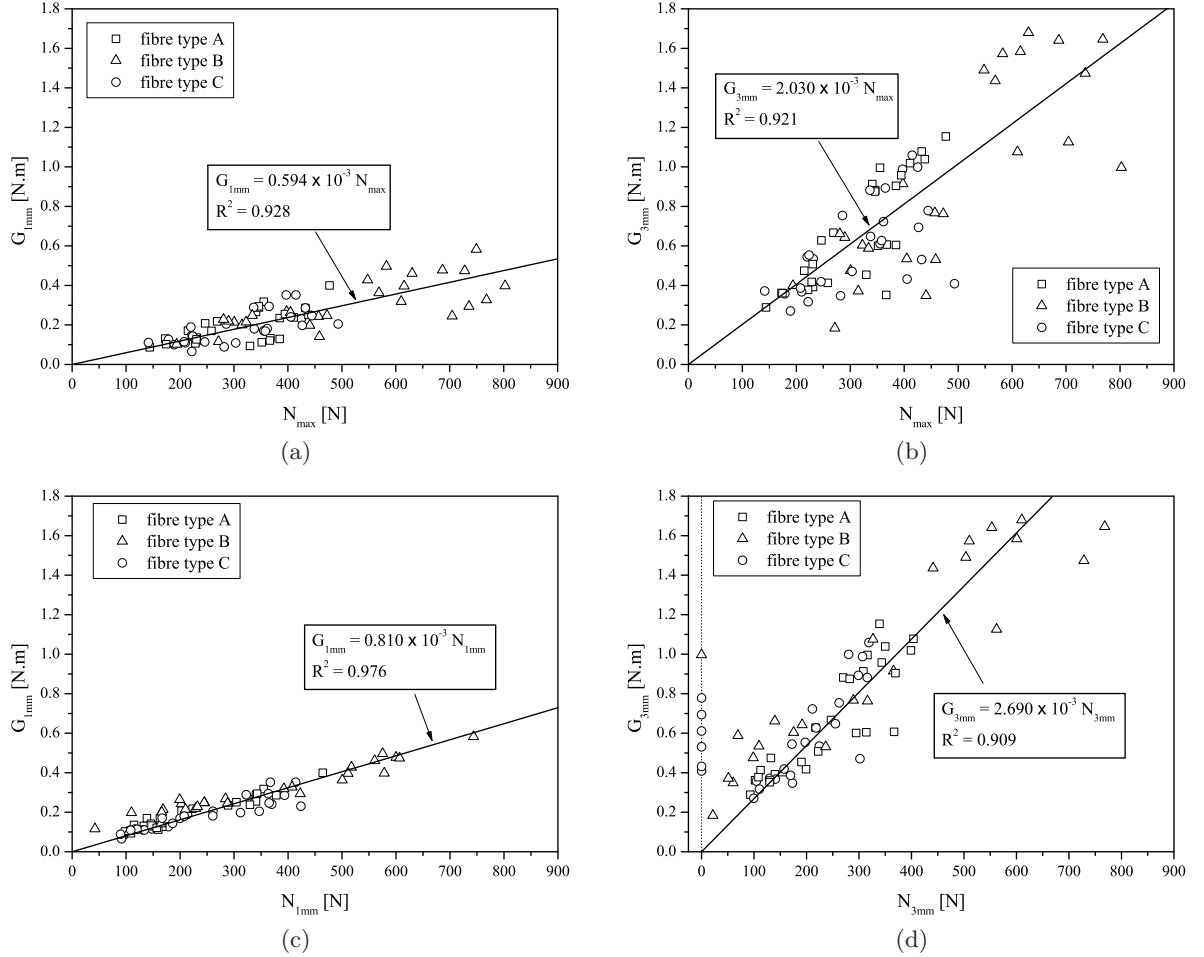 1.8
1.6
1.4
1.2
1.0
0.8
0.6
0.4
0.2
0.0
G1mm [N.m]
fibre type A
fibre type B
fibre type C
G1mm = 0.594 x 10-3 Nmax
R2 = 0.928
0 100 200 300 400 500 600 700 800 900
Nmax [N]
(a)
1.8
1.6
1.4
1.2
1.0
0.8
0.6
0.4
0.2
0.0
G3mm [N.m]
G3mm = 2.030 x 10-3 Nmax
R2 = 0.921
fibre type A
fibre type B
fibre type C
0 100 200 300 400 500 600 700 800 900
Nmax [N]
(b)
1.8
1.6
1.4
1.2
1.0
0.8
0.6
0.4
0.2
0.0
G1mm [N.m]
fibre type A
fibre type B
fibre type C
G1mm = 0.810 x 10-3 N1mm
R2 = 0.976
0 100 200 300 400 500 600 700 800 900
N1mm [N]
(c)
1.8
1.6
1.4
1.2
1.0
0.8
0.6
0.4
0.2
0.0
G3mm [N.m]
fibre type A
fibre type B
fibre type C
G3mm = 2.690 x 10-3 N3mm
R2 = 0.909
0 100 200 300 400 500 600 700 800 900
N3mm [N]
(d)